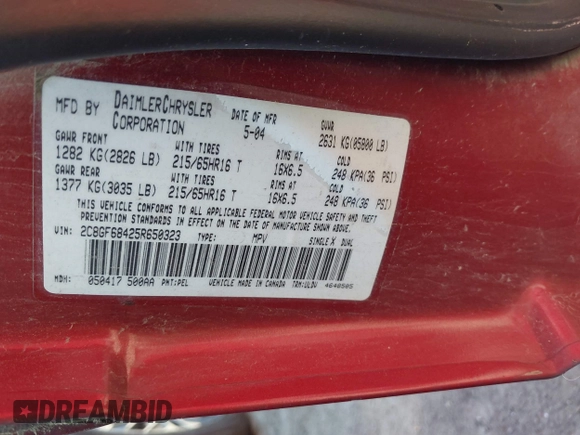 MFD BY DAIMLERCHRYSLER CORPORATION DATE OF MFR 5-04 GVWR 2631 KG(05800 LB)
GAWR FRONT WITH TIRES RIMS AT COLD
1282 KG(2826 LB) 215/65HR16 T 16X6.5 248 KPA(36 PSI)
GAWR REAR WITH TIRES RIMS AT COLD
1377 KG(3035 LB) 215/65HR16 T 16X6.5 248 KPA(36 PSI)
THIS VEHICLE CONFORMS TO ALL APPLICABLE FEDERAL MOTOR VEHICLE SAFETY AND THEFT
PREVENTION STANDARDS IN EFFECT ON THE DATE OF MANUFACTURE SHOWN ABOVE.
VIN: 2C8GF68425R650323 TYPE: MPV SINGLE X DUAL
MDH: 050417 500AA PNT:PEL VEHICLE MADE IN CANADA TRM:ULDV 4648505
DREAMBID